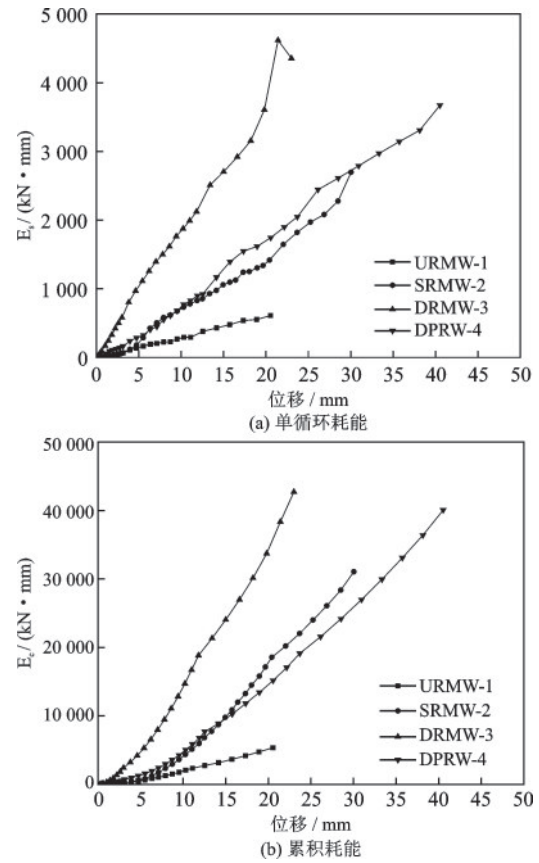 5 000
4 000
3 000
2 000
1 000
0
E_s / (kN • mm)
URMW-1
SRMW-2
DRMW-3
DPRW-4
0 5 10 15 20 25 30 35 40 45 50
位移 / mm
(a) 单循环耗能
50 000
40 000
30 000
20 000
10 000
0
E_c / (kN • mm)
URMW-1
SRMW-2
DRMW-3
DPRW-4
0 5 10 15 20 25 30 35 40 45 50
位移 / mm
(b) 累积耗能